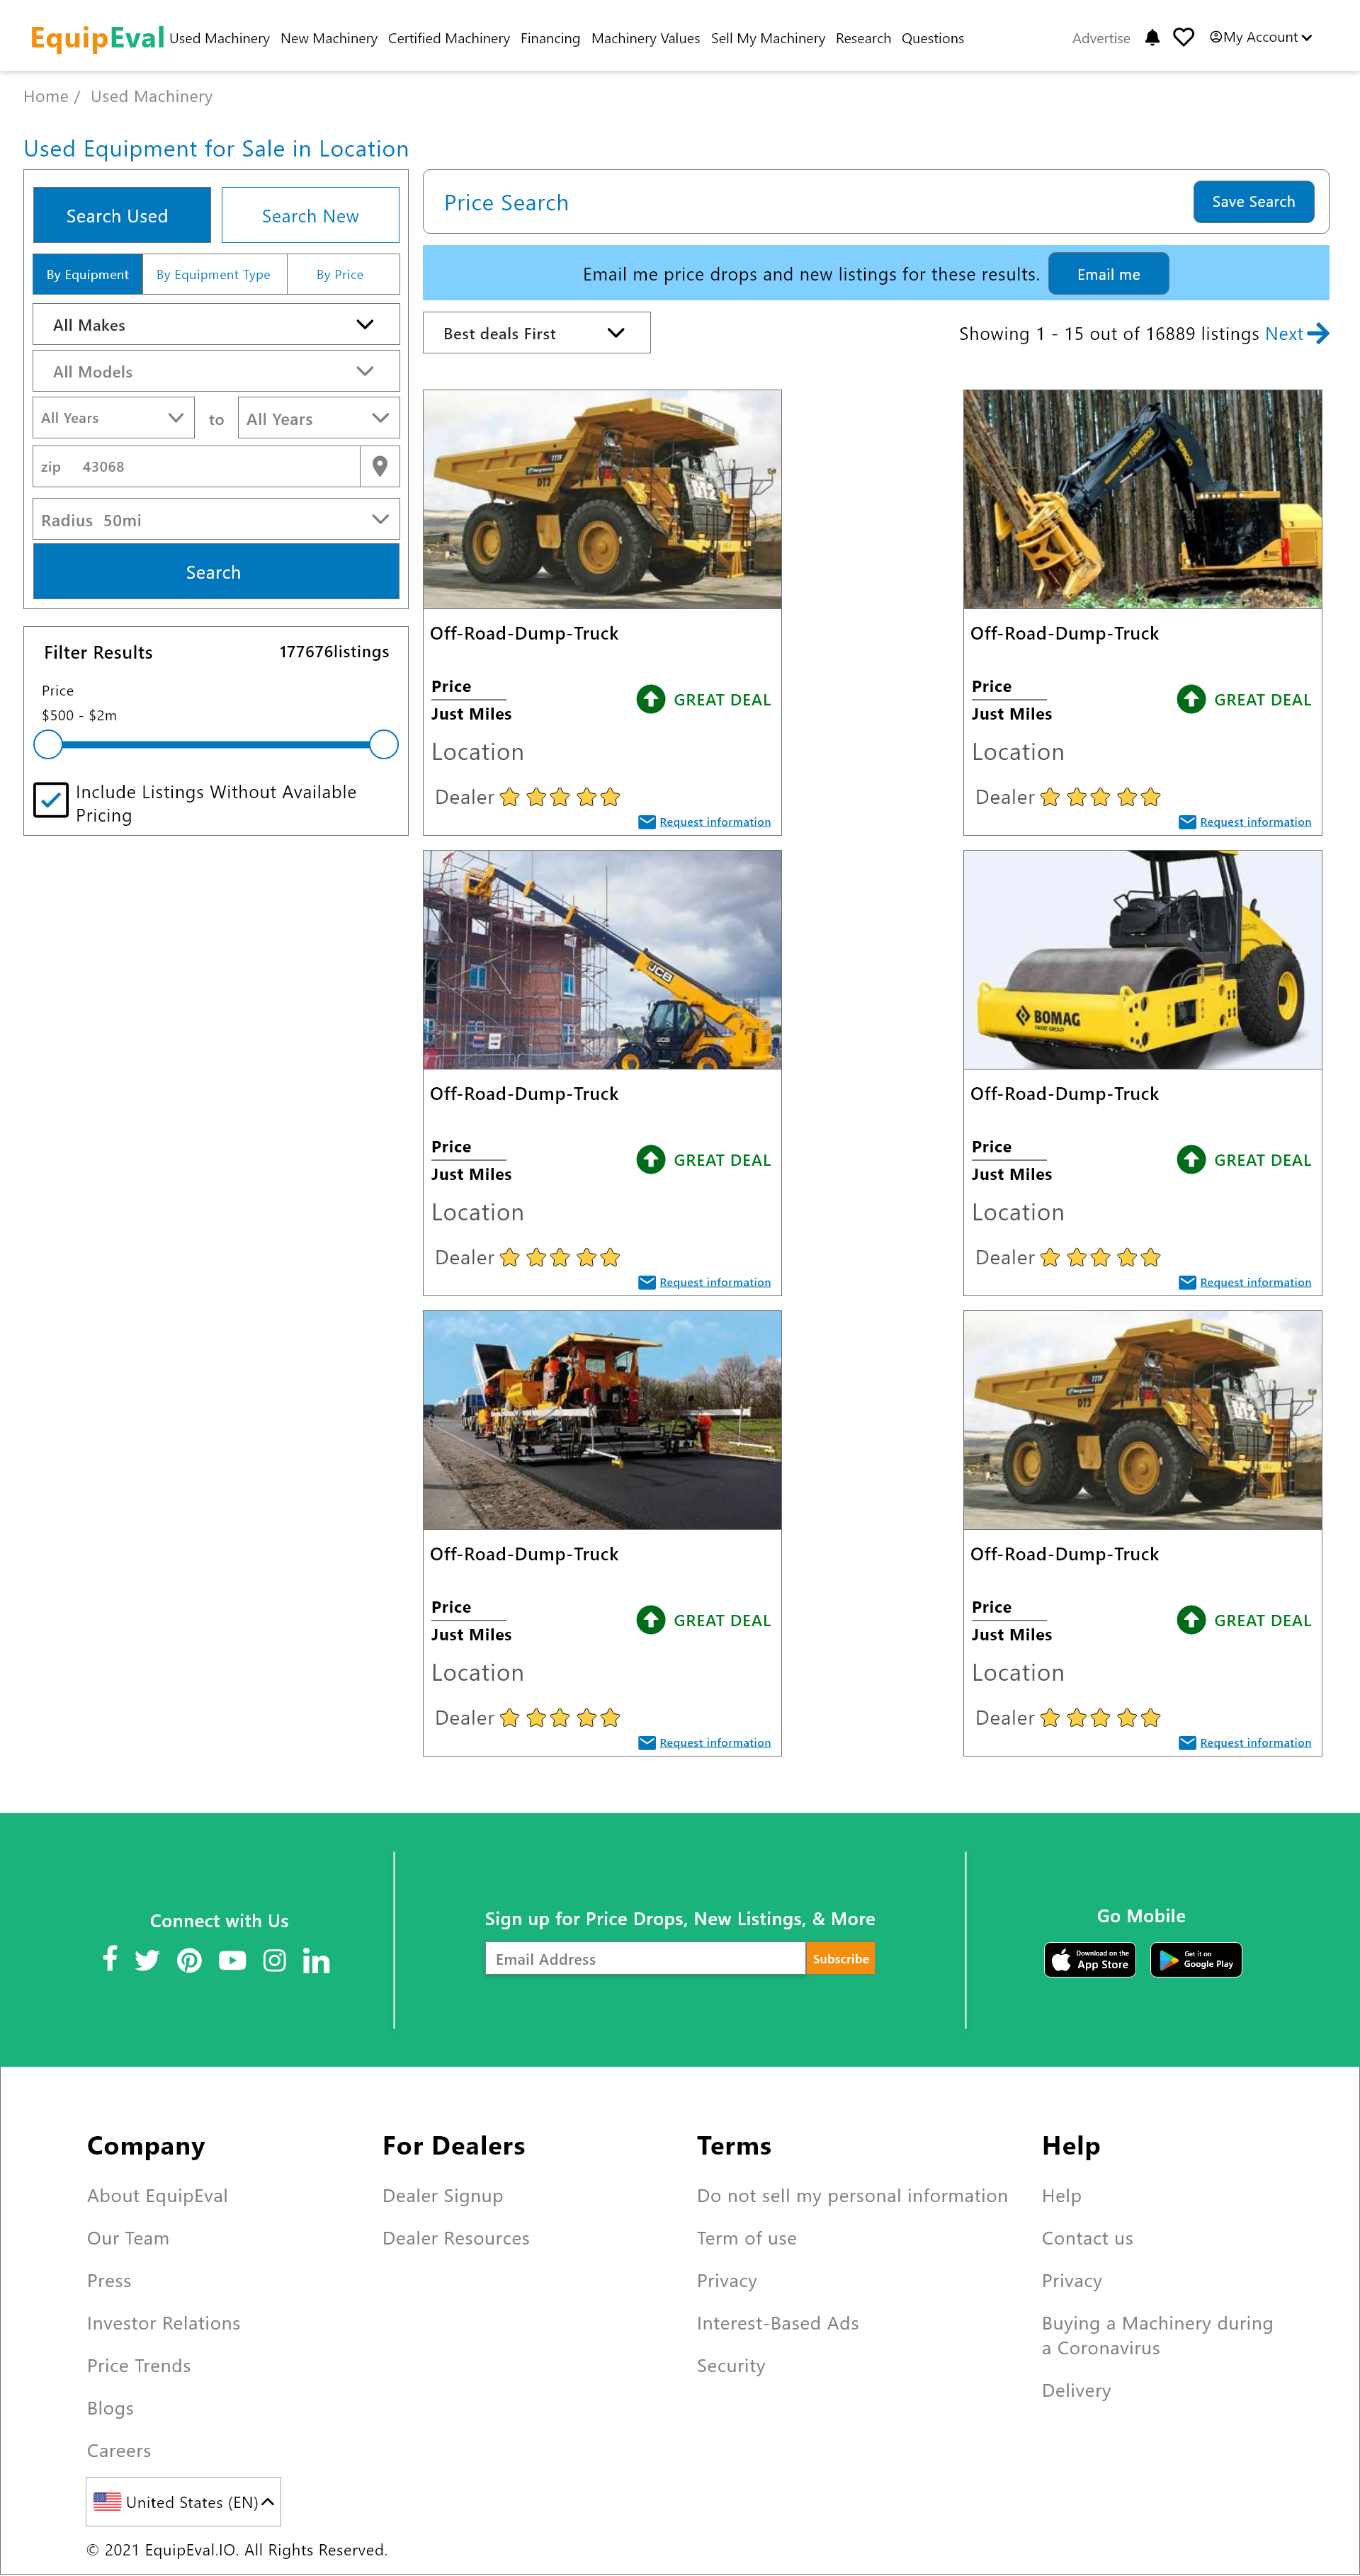 EquipEval Used Machinery New Machinery Certified Machinery Financing Machinery Values Sell My Machinery Research Questions Advertise My Account
Home / Used Machinery
Used Equipment for Sale in Location
Search Used Search New
By Equipment By Equipment Type By Price
All Makes
All Models
All Years to All Years
zip 43068
Radius 50mi
Search
Filter Results 177676listings
Price
$500 - $2m
Include Listings Without Available
Pricing
Price Search Save Search
Email me price drops and new listings for these results. Email me
Best deals First Showing 1 - 15 out of 16889 listings Next
777F
DT2
Off-Road-Dump-Truck
Price
Just Miles
GREAT DEAL
Location
Dealer
Request information
Off-Road-Dump-Truck
Price
Just Miles
GREAT DEAL
Location
Dealer
Request information
JCB
JCB
Off-Road-Dump-Truck
Price
Just Miles
GREAT DEAL
Location
Dealer
Request information
BOMAG
FAYAT GROUP
Off-Road-Dump-Truck
Price
Just Miles
GREAT DEAL
Location
Dealer
Request information
Off-Road-Dump-Truck
Price
Just Miles
GREAT DEAL
Location
Dealer
Request information
777F
DT2
Off-Road-Dump-Truck
Price
Just Miles
GREAT DEAL
Location
Dealer
Request information
Connect with Us
Sign up for Price Drops, New Listings, & More
Email Address Subscribe
Go Mobile
Download on the
App Store
Get it on
Google Play
Company
About EquipEval
Our Team
Press
Investor Relations
Price Trends
Blogs
Careers
For Dealers
Dealer Signup
Dealer Resources
Terms
Do not sell my personal information
Term of use
Privacy
Interest-Based Ads
Security
Help
Help
Contact us
Privacy
Buying a Machinery during
a Coronavirus
Delivery
United States (EN)
© 2021 EquipEval.IO. All Rights Reserved.